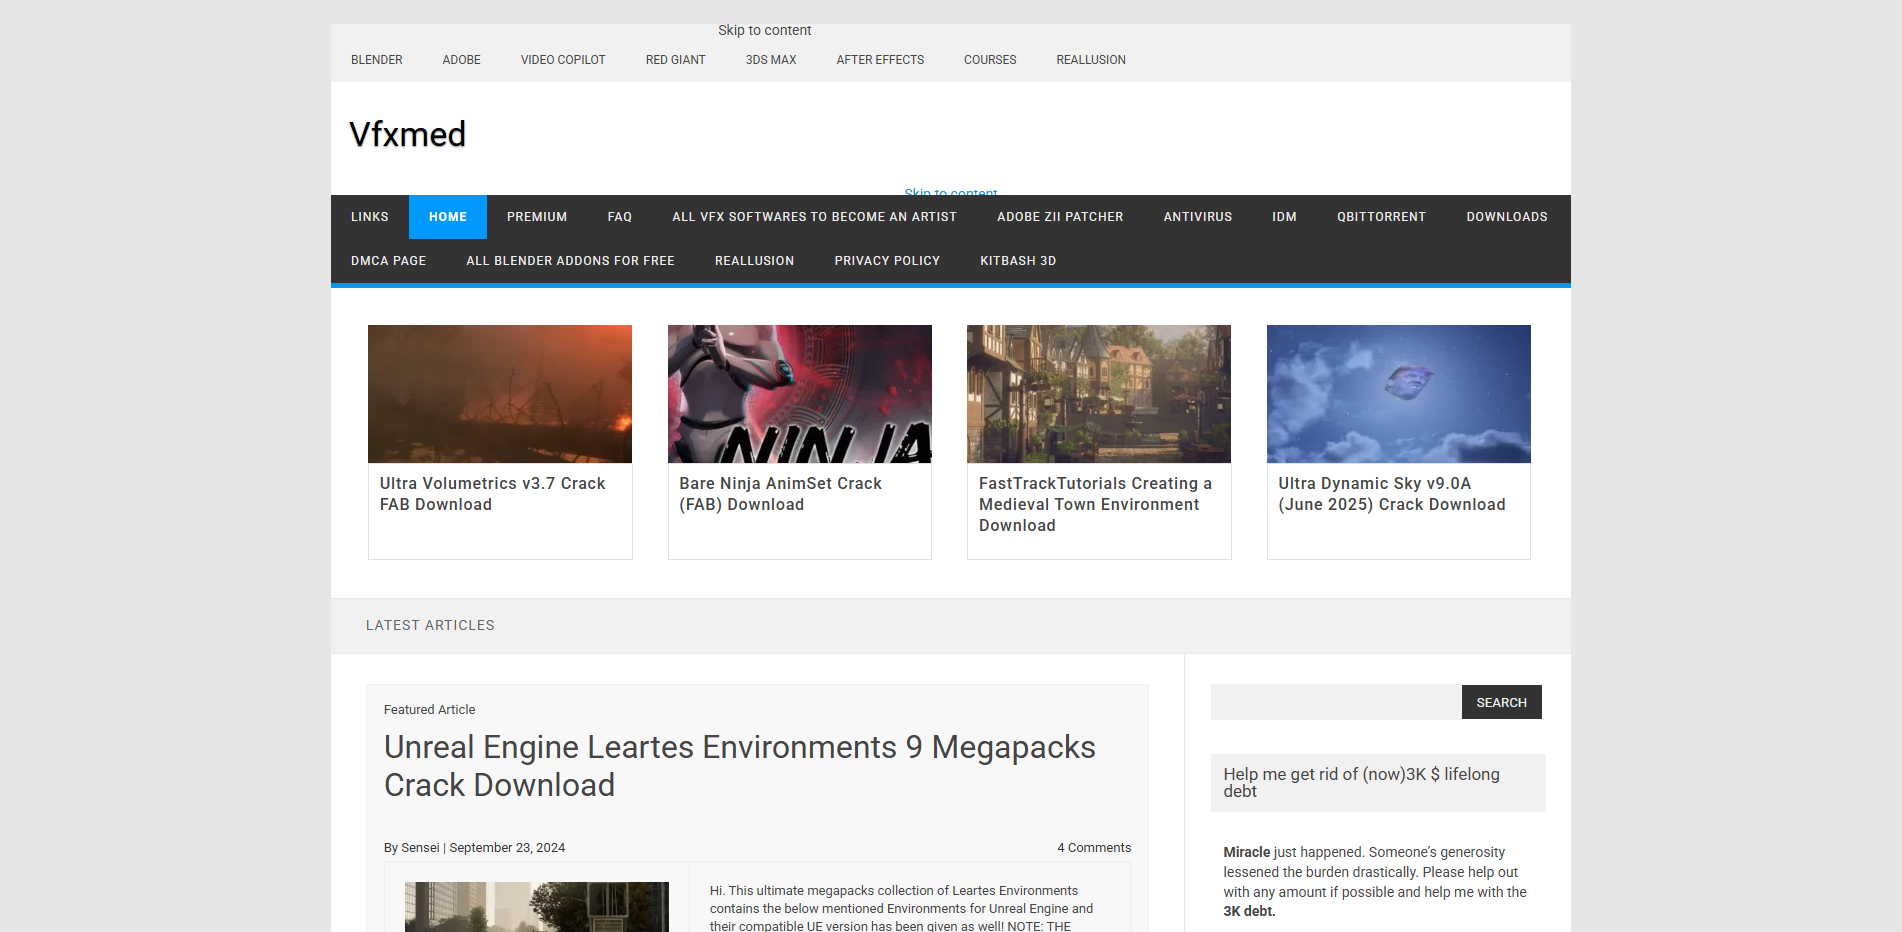 Skip to content
BLENDER ADOBE VIDEO COPILOT RED GIANT 3DS MAX AFTER EFFECTS COURSES REALLUSION
Vfxmed
Skip to content
LINKS HOME PREMIUM FAQ ALL VFX SOFTWARES TO BECOME AN ARTIST ADOBE ZII PATCHER ANTIVIRUS IDM QBITTORRENT DOWNLOADS
DMCA PAGE ALL BLENDER ADDONS FOR FREE REALLUSION PRIVACY POLICY KITBASH 3D
NINJA
Ultra Volumetrics v3.7 Crack
FAB Download
Bare Ninja AnimSet Crack
(FAB) Download
FastTrackTutorials Creating a
Medieval Town Environment
Download
Ultra Dynamic Sky v9.0A
(June 2025) Crack Download
LATEST ARTICLES
Featured Article
Unreal Engine Leartes Environments 9 Megapacks
Crack Download
By Sensei | September 23, 2024
4 Comments
Hi. This ultimate megapacks collection of Leartes Environments
contains the below mentioned Environments for Unreal Engine and
their compatible UE version has been given as well! NOTE: THE
SEARCH
Help me get rid of (now)3K $ lifelong
debt
Miracle just happened. Someone's generosity
lessened the burden drastically. Please help out
with any amount if possible and help me with the
3K debt.